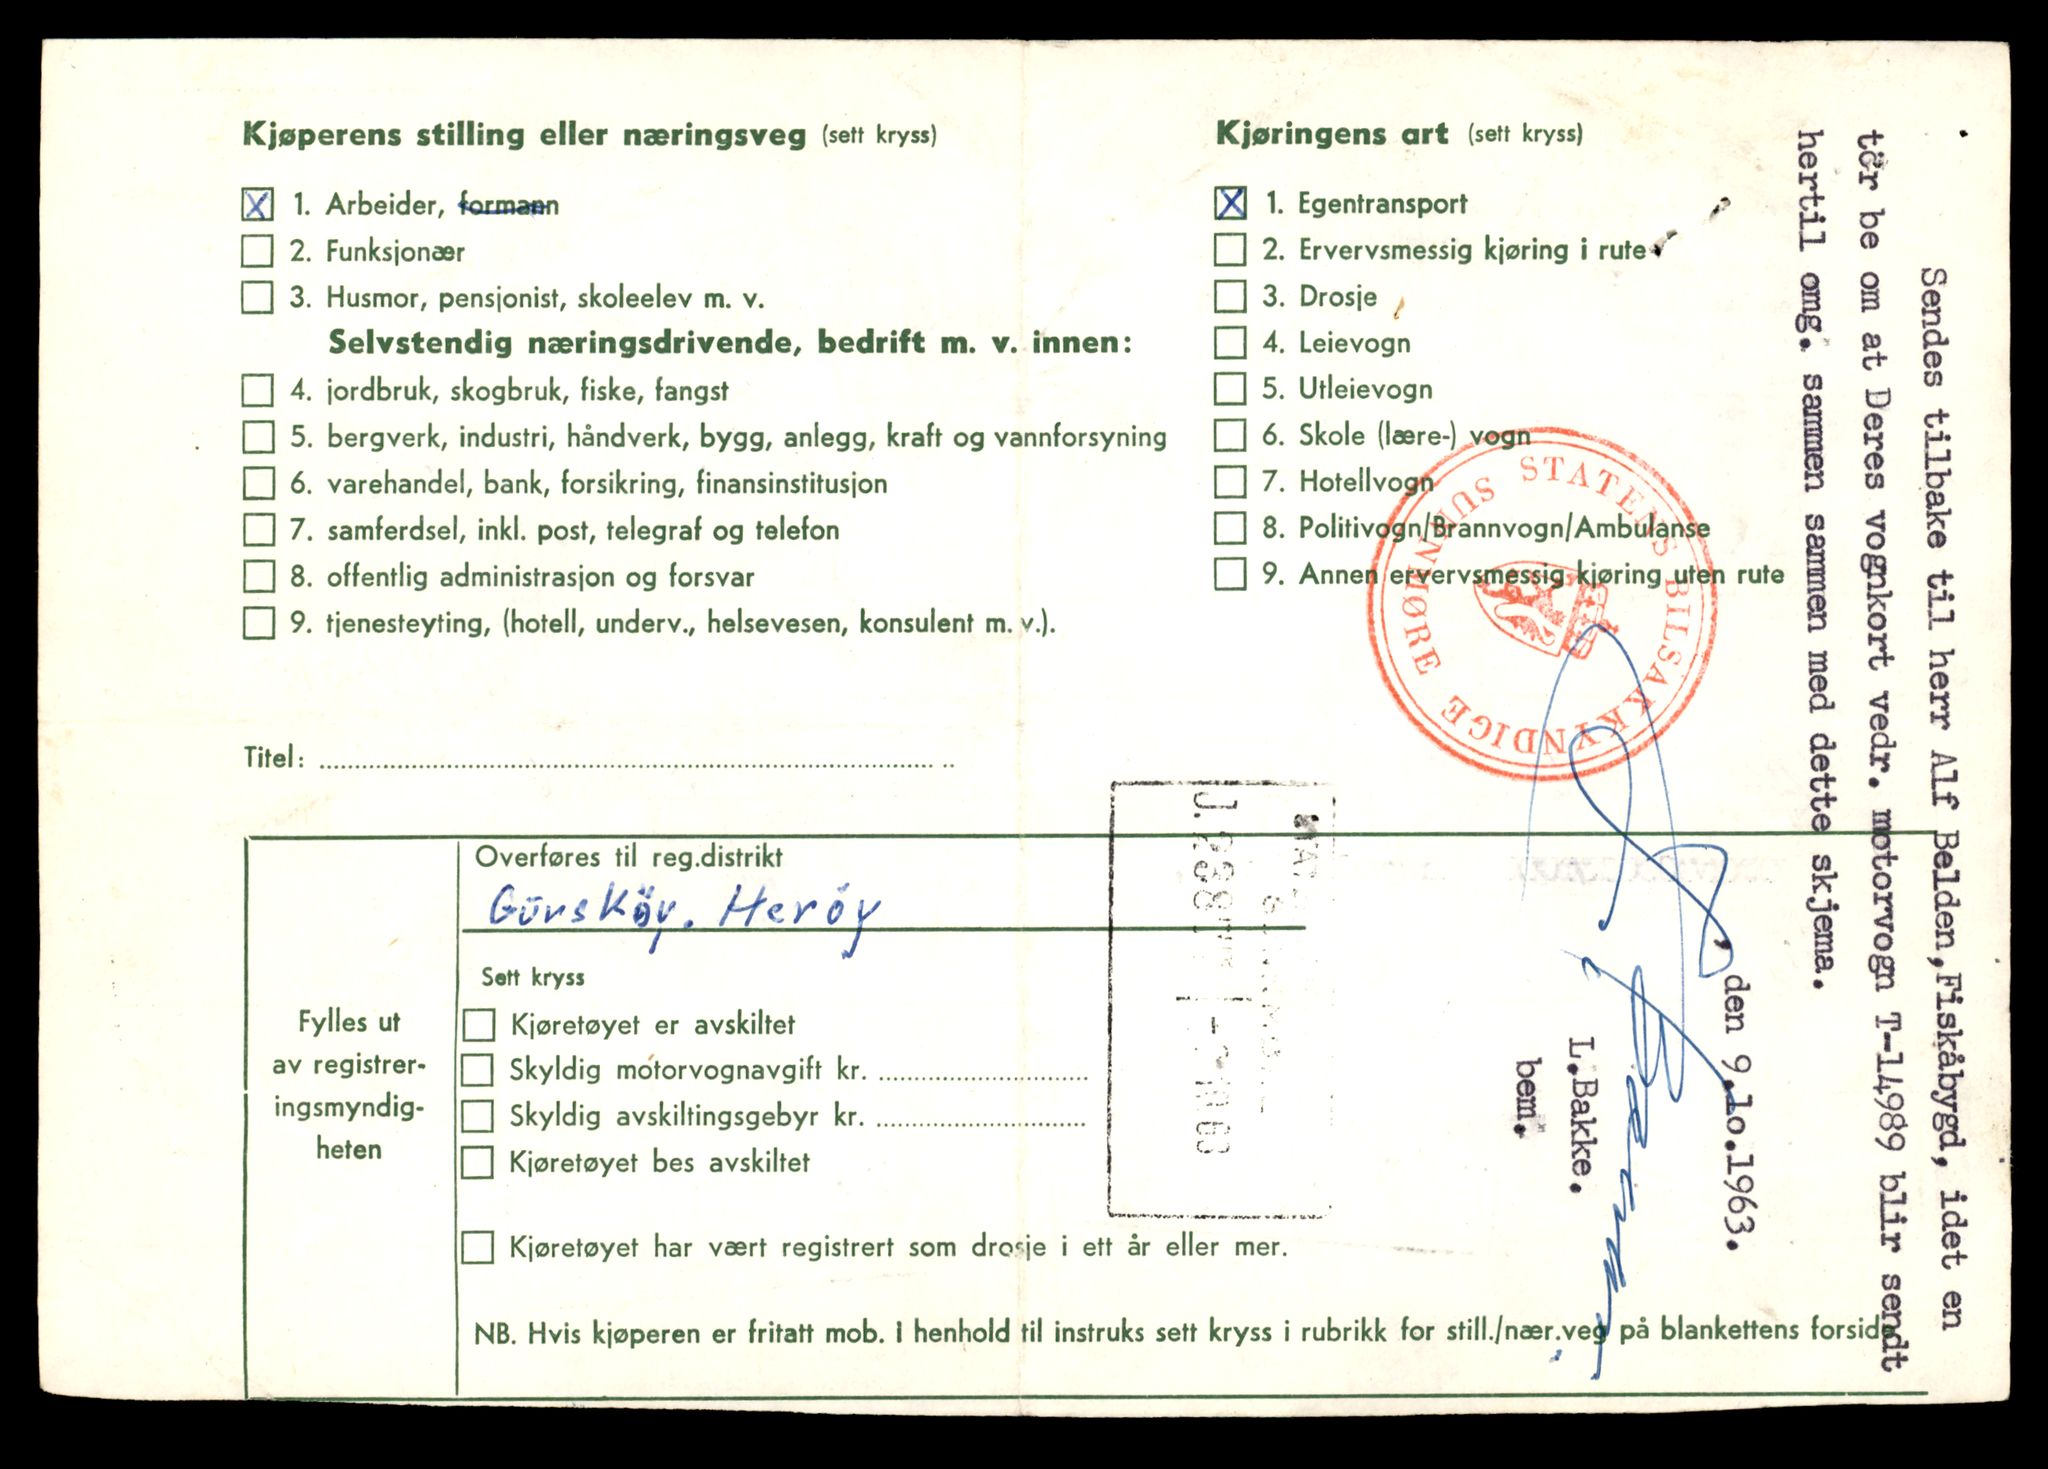 Kjøperens stilling eller næringsveg (sett kryss)
X 1. Arbeider, formann
2. Funksjonær
3. Husmor, pensjonist, skoleelev m. v.
Selvstendig næringsdrivende, bedrift m. v. innen:
4. jordbruk, skogbruk, fiske, fangst
5. bergverk, industri, håndverk, bygg, anlegg, kraft og vannforsyning
6. varehandel, bank, forsikring, finansinstitusjon
7. samferdsel, inkl. post, telegraf og telefon
8. offentlig administrasjon og forsvar
9. tjenesteyting, (hotell, underv., helsevesen, konsulent m. v.).
Titel:
Kjøringens art (sett kryss)
X 1. Egentransport
2. Ervervsmessig kjøring i rute
3. Drosje
4. Leievogn
5. Utleievogn
6. Skole (lære-) vogn
7. Hotellvogn
8. Politivogn/Brannvogn/Ambulanse
9. Annen ervervsmessig kjøring uten rute
STATENS BILSAKKYNDIGE
SUNNMØRE
Fylles ut
av registrer-
ingsmyndig-
heten
Overføres til reg.distrikt
Gursköy. Heröy
Sett kryss
Kjøretøyet er avskiltet
Skyldig motorvognavgift kr.
Skyldig avskiltingsgebyr kr.
Kjøretøyet bes avskiltet
Kjøretøyet har vært registrert som drosje i ett år eller mer.
NB. Hvis kjøperen er fritatt mob. I henhold til instruks sett kryss i rubrikk for still./nær.veg på blankettens forside.
Sendes tilbake til herr Alf Belden, Fiskåbygd, idet en
tör be om at Deres vognkort vedr. motorvogn T-14989 blir sendt
hertil omg. sammen sammen med dette skjema.
, den 9.lo.1963.
L.Bakke.
bem.